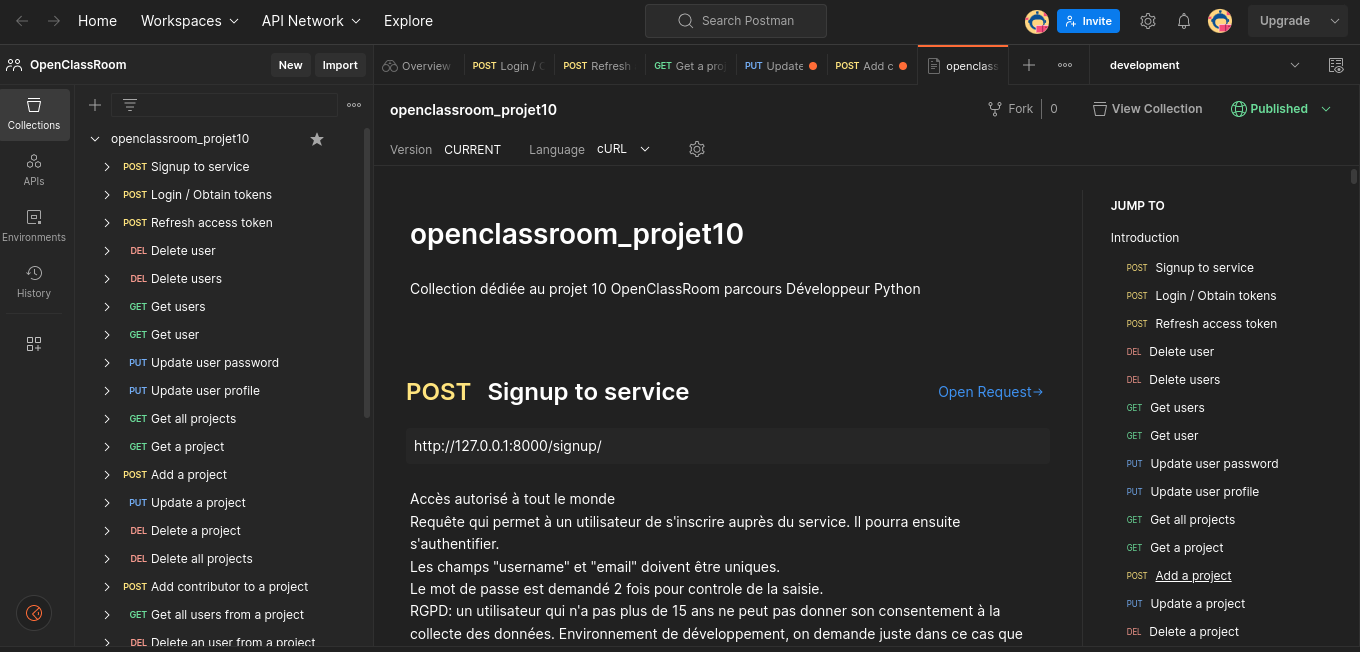 Home Workspaces API Network Explore Search Postman Invite Upgrade
OpenClassRoom New Import Overview POST Login / POST Refresh GET Get a pro PUT Update POST Add c openclass development
Collections
APIs
Environments
History
openclassroom_projet10
POST Signup to service
POST Login / Obtain tokens
POST Refresh access token
DEL Delete user
DEL Delete users
GET Get users
GET Get user
PUT Update user password
PUT Update user profile
GET Get all projects
GET Get a project
POST Add a project
PUT Update a project
DEL Delete a project
DEL Delete all projects
POST Add contributor to a project
GET Get all users from a project
DEL Delete an user from a project
openclassroom_projet10 Fork 0 View Collection Published
Version CURRENT Language cURL
openclassroom_projet10
Collection dédiée au projet 10 OpenClassRoom parcours Développeur Python
POST Signup to service Open Request→
http://127.0.0.1:8000/signup/
Accès autorisé à tout le monde
Requête qui permet à un utilisateur de s'inscrire auprès du service. Il pourra ensuite
s'authentifier.
Les champs "username" et "email" doivent être uniques.
Le mot de passe est demandé 2 fois pour controle de la saisie.
RGPD: un utilisateur qui n'a pas plus de 15 ans ne peut pas donner son consentement à la
collecte des données. Environnement de développement, on demande juste dans ce cas que
JUMP TO
Introduction
POST Signup to service
POST Login / Obtain tokens
POST Refresh access token
DEL Delete user
DEL Delete users
GET Get users
GET Get user
PUT Update user password
PUT Update user profile
GET Get all projects
GET Get a project
POST Add a project
PUT Update a project
DEL Delete a project